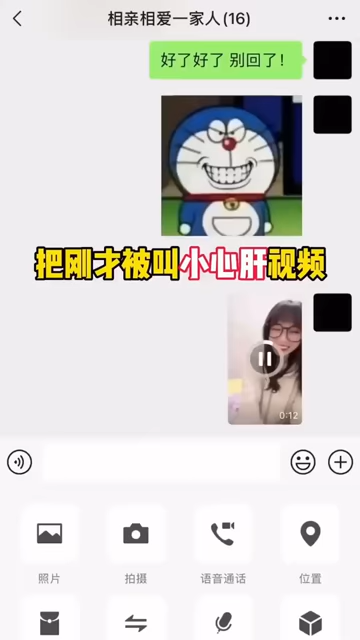 相亲相爱一家人(16)
好了好了 别回了！
把刚才被叫小心肝视频
0:12
照片
拍摄
语音通话
位置